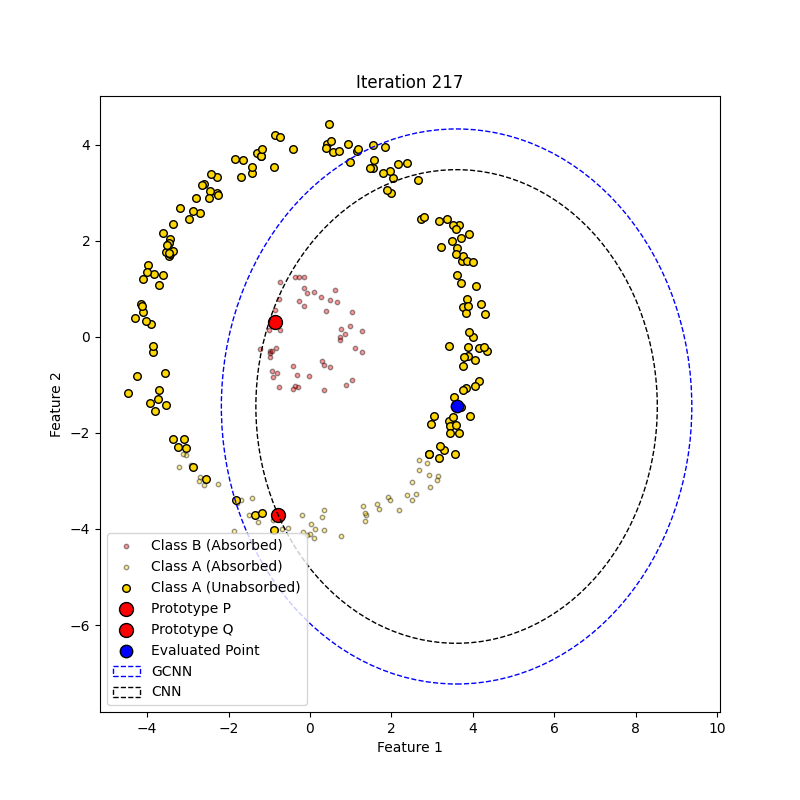 Iteration 217
4
2
0
−2
−4
−6
Feature 2
Class B (Absorbed)
Class A (Absorbed)
Class A (Unabsorbed)
Prototype P
Prototype Q
Evaluated Point
GCNN
CNN
−4
−2
0
2
4
6
8
10
Feature 1